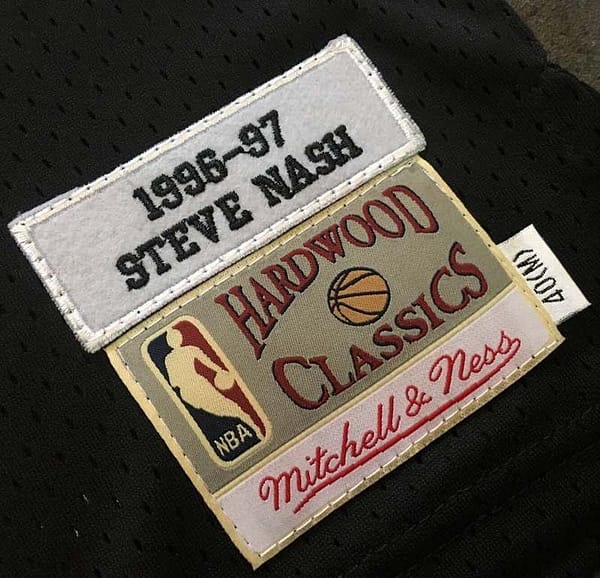 1996-97
STEVE NASH
HARDWOOD
CLASSICS
NBA
Mitchell & Ness
40(M)